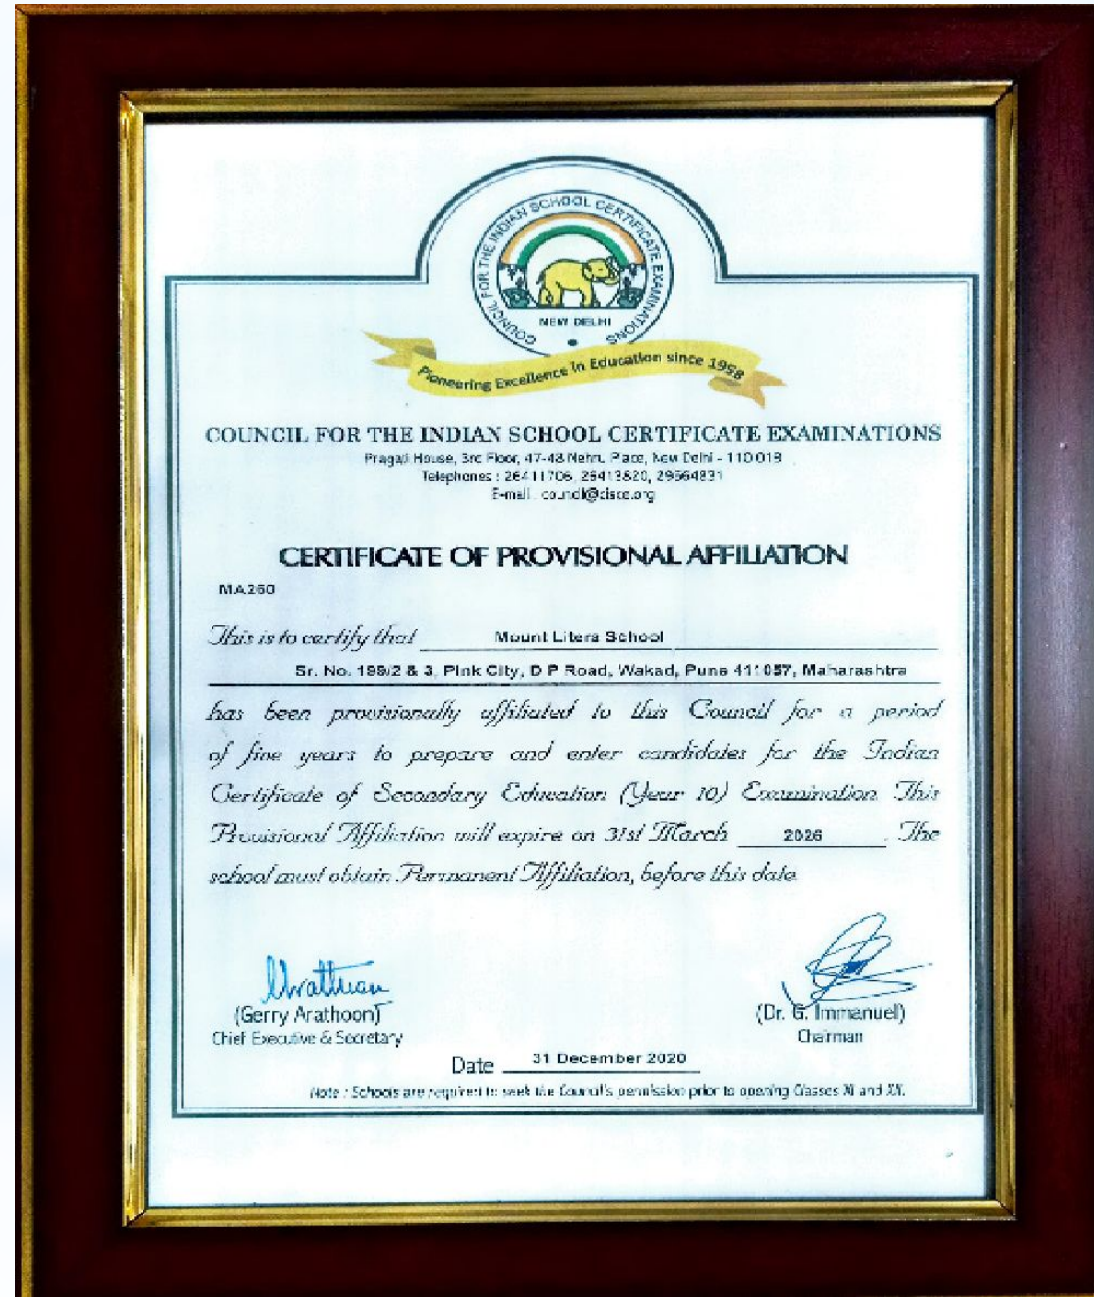 COUNCIL FOR THE INDIAN SCHOOL CERTIFICATE EXAMINATIONS
NEW DELHI
Pioneering Excellence in Education since 1958
COUNCIL FOR THE INDIAN SCHOOL CERTIFICATE EXAMINATIONS
Pragati House, 3rd Floor, 47-48 Nehru Place, New Delhi - 110 019
Telephones : 26411706, 26413820, 29564831
E-mail : council@cisce.org
CERTIFICATE OF PROVISIONAL AFFILIATION
MA260
This is to certify that Mount Litera School
Sr. No. 199/2 & 3, Pink City, D P Road, Wakad, Pune 411057, Maharashtra
has been provisionally affiliated to this Council for a period
of five years to prepare and enter candidates for the Indian
Certificate of Secondary Education (Year 10) Examination. This
Provisional Affiliation will expire on 31st March 2026 . The
school must obtain Permanent Affiliation, before this date.
(Gerry Arathoon) (Dr. G. Immanuel)
Chief Executive & Secretary Chairman
Date 31 December 2020
Note : Schools are required to seek the Council's permission prior to opening Classes XI and XII.